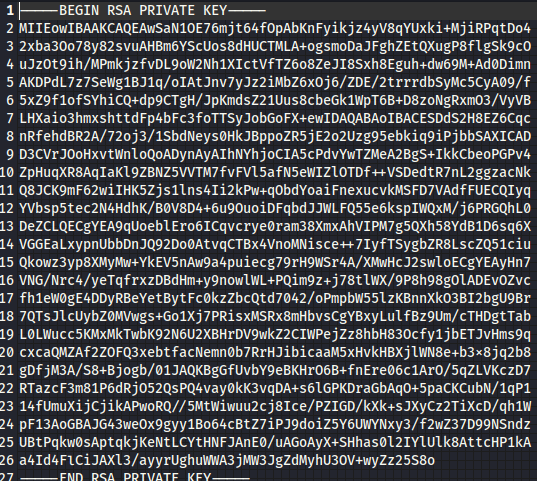 1 —————BEGIN RSA PRIVATE KEY—————
2 MIIEowIBAAKCAQEAwSaN1OE76mjt64fOpAbKnFyikjz4yV8qYUxki+MjiRPqtDo4
3 2xba3Oo78y82svuAHBm6YScUos8dHUCTMLA+ogsmoDaJFghZEtQXugP8flgSk9cO
4 uJzOt9ih/MPmkjzfvDL9oW2Nh1XIctVfTZ6o8ZeJI8Sxh8Eguh+dw69M+Ad0Dimn
5 AKDPdL7z7SeWg1BJ1q/oIAtJnv7yJz2iMbZ6xOj6/ZDE/2trrrdbSyMc5CyA09/f
6 5xZ9f1ofSYhiCQ+dp9CTgH/JpKmdsZ21Uus8cbeGk1WpT6B+D8zoNgRxmO3/VyVB
7 LHXaio3hmxshttdFp4bFc3foTTSyJobGoFX+ewIDAQABAoIBACESDdS2H8EZ6Cqc
8 nRfehdBR2A/72oj3/1SbdNeys0HkJBppoZR5jE2o2Uzg95ebkiq9iPjbbSAXICAD
9 D3CVrJOoHxvtWnloQoADynAyAIhNYhjoCIA5cPdvYwTZMeA2BgS+IkkCbeoPGPv4
10 ZpHuqXR8AqIaKl9ZBNZ5VVTM7fvFVl5afN5eWIZlOTDf++VSDedtR7nL2ggzacNk
11 Q8JCK9mF62wiIHK5Zjs1lns4Ii2kPw+qObdYoaiFnexucvkMSFD7VAdfFUECQIyq
12 YVbsp5tec2N4HdhK/B0V8D4+6u9OuoiDFqbdJJWLFQ55e6kspIWQxM/j6PRGQhL0
13 DeZCLQECgYEA9qUoeblEro6ICqvcrye0ram38XmxAhVIPM7g5QXh58YdB1D6sq6X
14 VGGEaLxypnUbbDnJQ92Do0AtvqCTBx4VnoMNisce++7IyfTSygbZR8LscZQ51ciu
15 Qkowz3yp8XMyMw+YkEV5nAw9a4puiecg79rH9WSr4A/XMwHcJ2swloECgYEAyHn7
16 VNG/Nrc4/yeTqfrxzDBdHm+y9nowlWL+PQim9z+j78tlWX/9P8h98gOlADEvOZvc
17 fh1eW0gE4DDyRBeYetBytFc0kzZbcQtd7042/oPmpbW55lzKBnnXkO3BI2bgU9Br
18 7QTsJlcUybZ0MVwgs+Go1Xj7PRisxMSRx8mHbvsCgYBxyLulfBz9Um/cTHDgtTab
19 L0LWucc5KMxMkTwbK92N6U2XBHrDV9wkZ2CIWPejZz8hbH83Ocfy1jbETJvHms9q
20 cxcaQMZAf2ZOFQ3xebtfacNemn0b7RrHJibicaaM5xHvkHBXjlWN8e+b3×8jq2b8
21 gDfjM3A/S8+Bjogb/01JAQKBgGfUvbY9eBKHrO6B+fnEre06c1ArO/5qZLVKczD7
22 RTazcF3m81P6dRjO52QsPQ4vay0kK3vqDA+s6lGPKDraGbAqO+5paCKCubN/1qP1
23 14fUmuXijCjikAPwoRQ//5MtWiwuu2cj8Ice/PZIGD/kXk+sJXyCz2TiXcD/qh1W
24 pF13AoGBAJG43weOx9gyy1Bo64cBtZ7iPJ9doiZ5Y6UWYNxy3/f2wZ37D99NSndz
25 UBtPqkw0sAptqkjKeNtLCYtHNFJAnE0/uAGoAyX+SHhas0l2IYlUlk8AttcHP1kA
26 a4Id4FlCiJAXl3/ayyrUghuWWA3jMW3JgZdMyhU3OV+wyZz25S8o
27 —————END RSA PRIVATE KEY—————